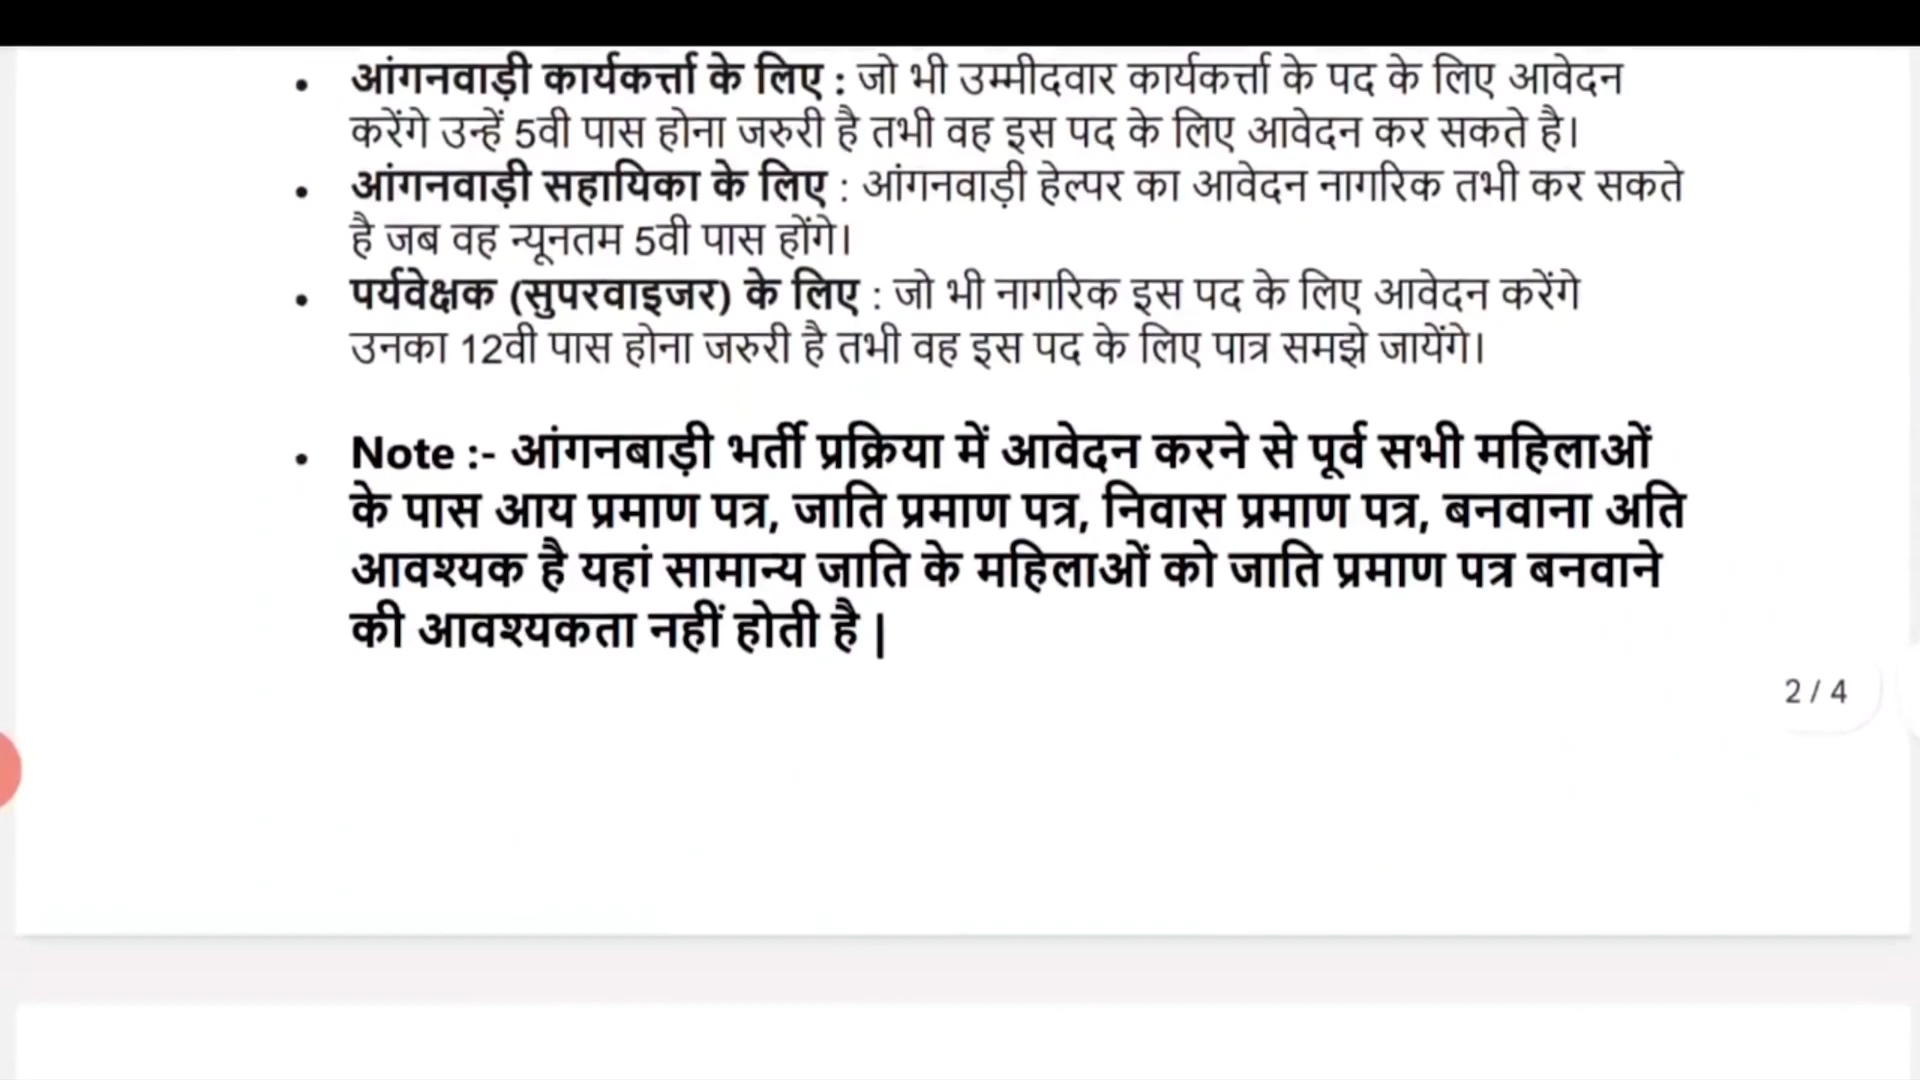 • आंगनवाड़ी कार्यकर्त्ता के लिए : जो भी उम्मीदवार कार्यकर्त्ता के पद के लिए आवेदन
करेंगे उन्हें 5वी पास होना जरुरी है तभी वह इस पद के लिए आवेदन कर सकते है।
• आंगनवाड़ी सहायिका के लिए : आंगनवाड़ी हेल्पर का आवेदन नागरिक तभी कर सकते
है जब वह न्यूनतम 5वी पास होंगे।
• पर्यवेक्षक (सुपरवाइजर) के लिए : जो भी नागरिक इस पद के लिए आवेदन करेंगे
उनका 12वी पास होना जरुरी है तभी वह इस पद के लिए पात्र समझे जायेंगे।
• Note :- आंगनबाड़ी भर्ती प्रक्रिया में आवेदन करने से पूर्व सभी महिलाओं
के पास आय प्रमाण पत्र, जाति प्रमाण पत्र, निवास प्रमाण पत्र, बनवाना अति
आवश्यक है यहां सामान्य जाति के महिलाओं को जाति प्रमाण पत्र बनवाने
की आवश्यकता नहीं होती है |
2 / 4